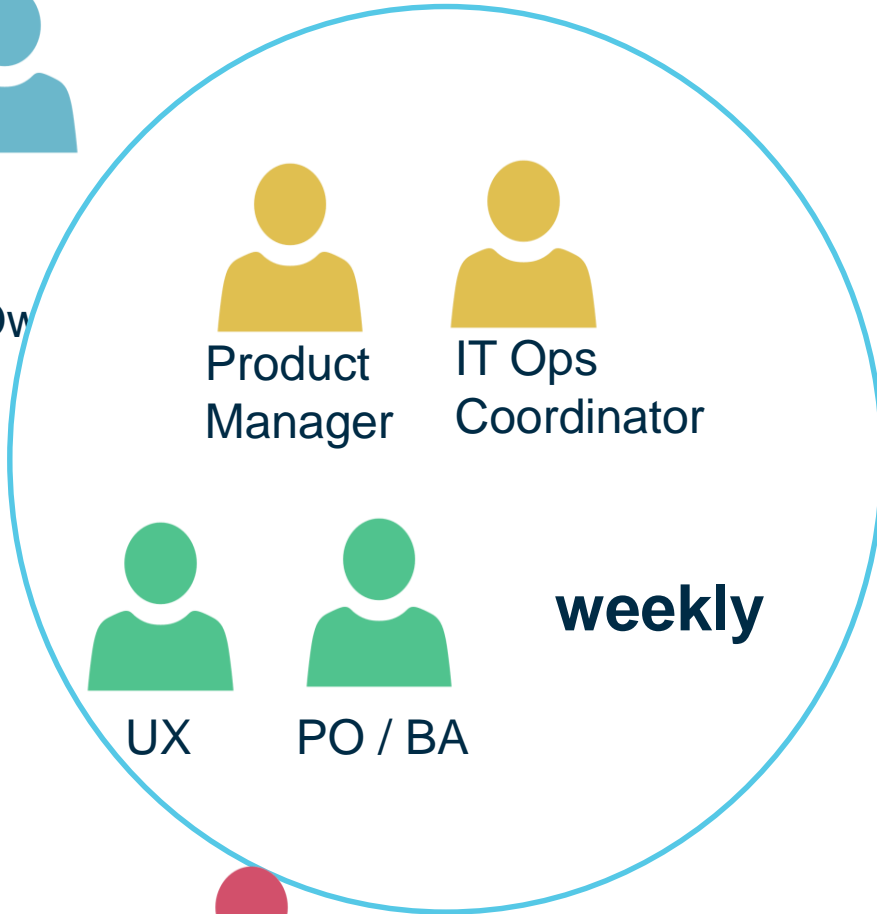 Product
Manager
IT Ops
Coordinator
weekly
UX
PO / BA